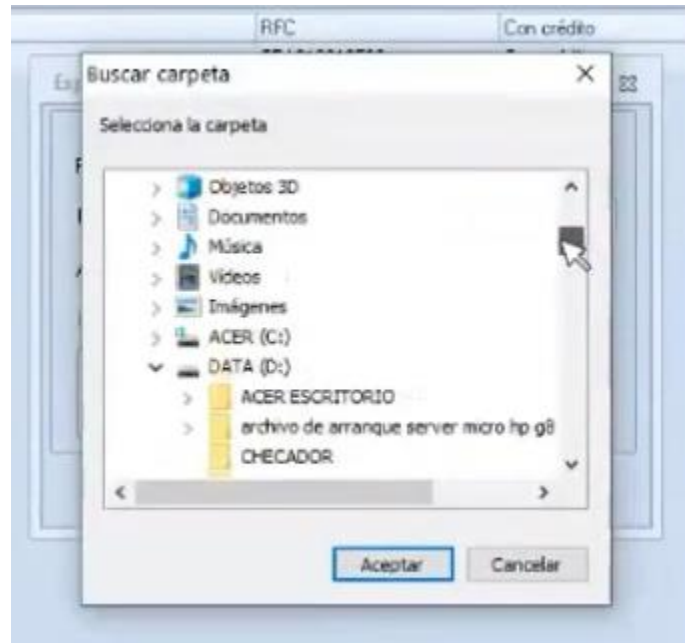 RFC Con crédito
Buscar carpeta
Selecciona la carpeta
Objetos 3D
Documentos
Música
Vídeos
Imágenes
ACER (C:)
DATA (D:)
ACER ESCRITORIO
archivo de arranque server micro hp g8
CHECADOR
Aceptar Cancelar